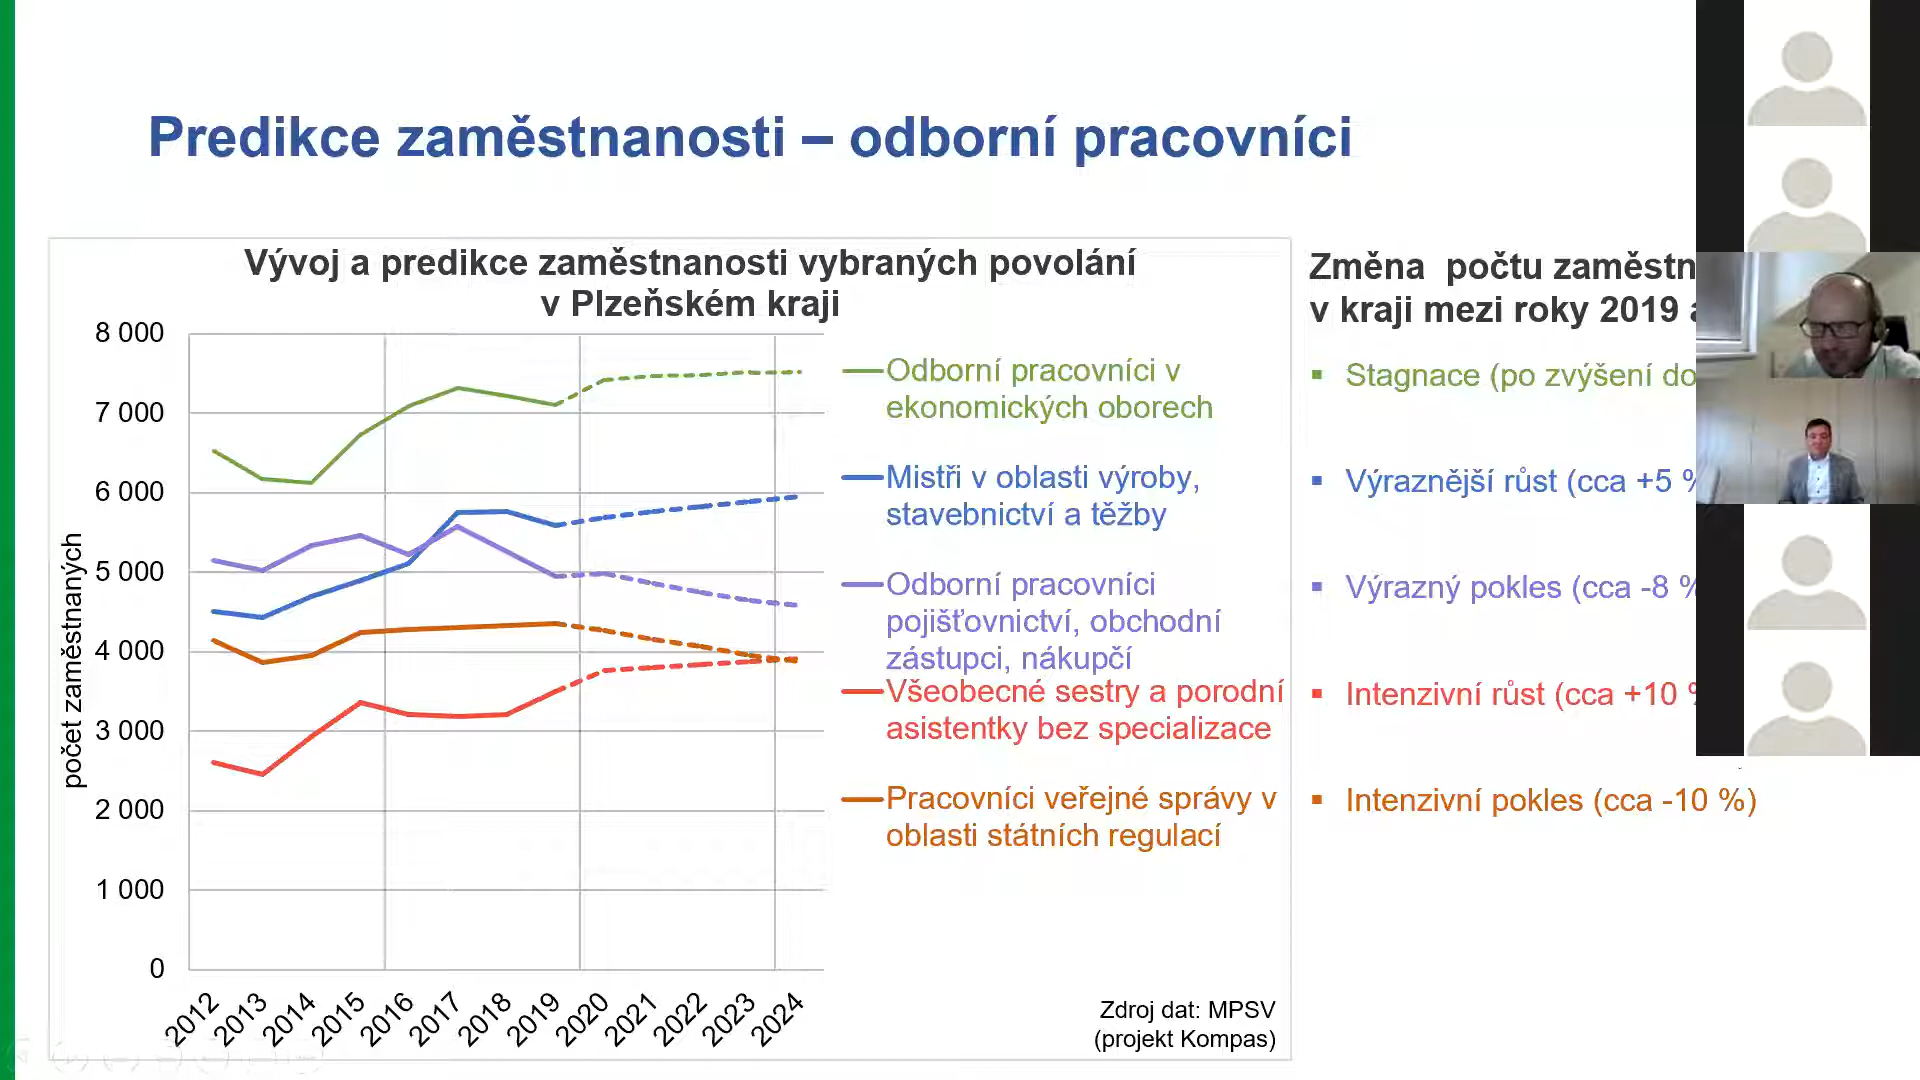 Predikce zaměstnanosti – odborní pracovníci
Vývoj a predikce zaměstnanosti vybraných povolání
v Plzeňském kraji
počet zaměstnaných
8 000
7 000
6 000
5 000
4 000
3 000
2 000
1 000
0
2012
2013
2014
2015
2016
2017
2018
2019
2020
2021
2022
2023
2024
Odborní pracovníci v
ekonomických oborech
Mistři v oblasti výroby,
stavebnictví a těžby
Odborní pracovníci
pojišťovnictví, obchodní
zástupci, nákupčí
Všeobecné sestry a porodní
asistentky bez specializace
Pracovníci veřejné správy v
oblasti státních regulací
Zdroj dat: MPSV
(projekt Kompas)
Změna počtu zaměstn
v kraji mezi roky 2019 a
Stagnace (po zvýšení do
Výraznější růst (cca +5 %
Výrazný pokles (cca -8 %
Intenzivní růst (cca +10 %
Intenzivní pokles (cca -10 %)